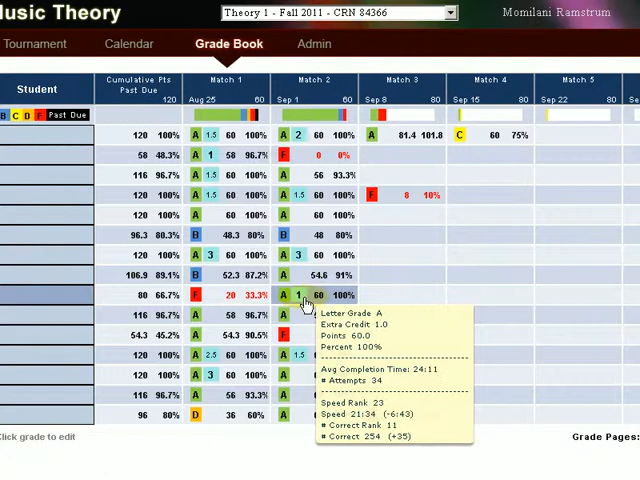 Music Theory
Theory 1 - Fall 2011 - CRN 84366
Momilani Ramstrum
Tournament Calendar Grade Book Admin
Student Cumulative Pts Past Due 120 Match 1 Aug 25 60 Match 2 Sep 1 60 Match 3 Sep 8 80 Match 4 Sep 15 80 Match 5 Sep 22 80 Sep
B C D F Past Due
120 100% A 1.5 60 100% A 2 60 100% A 81.4 101.8 C 60 75%
58 48.3% A 1 58 96.7% F 0 0%
116 96.7% A 1.5 60 100% A 56 93.3%
120 100% A 1.5 60 100% A 1.5 60 100% F 8 10%
120 100% A 60 100% A 60 100%
96.3 80.3% B 48.3 80% B 48 80%
120 100% A 3 60 100% A 3 60 100%
106.9 89.1% B 52.3 87.2% A 54.6 91%
80 66.7% F 20 33.3% A 1 60 100%
116 96.7% A 58 96.7% A
54.3 45.2% A 54.3 90.5% F
120 100% A 2.5 60 100% A 1.5
120 100% A 3 60 100% A
116 96.7% A 56 93.3% A
96 80% D 36 60% A
Letter Grade A
Extra Credit 1.0
Points 60.0
Percent 100%
Avg Completion Time: 24:11
# Attempts 34
Speed Rank 23
Speed 21:34 (-6:43)
# Correct Rank 11
# Correct 254 (+35)
Click grade to edit
Grade Pages: